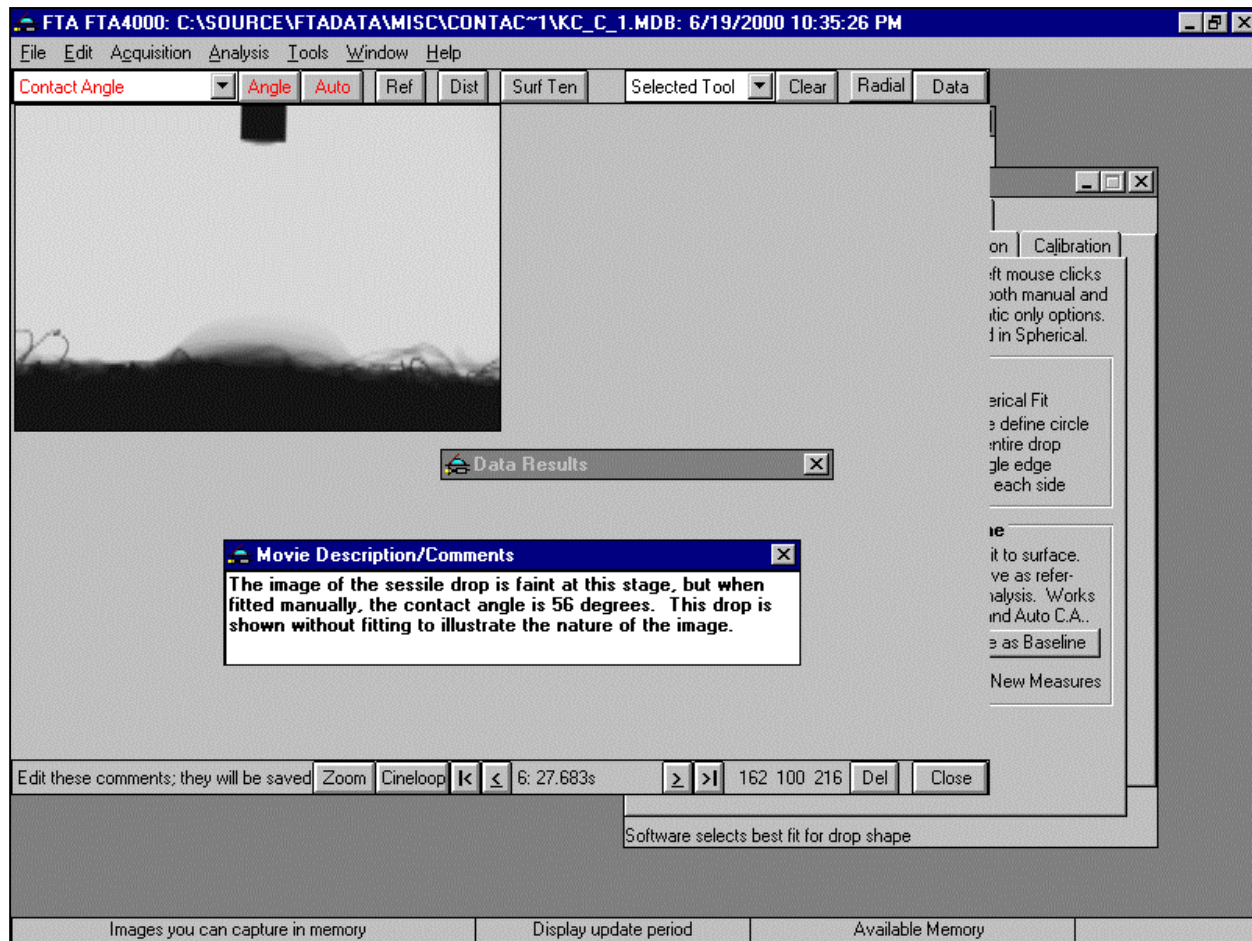 FTA FTA4000: C:\SOURCE\FTADATA\MISC\CONTAC~1\KC_C_1.MDB: 6/19/2000 10:35:26 PM
File Edit Acquisition Analysis Tools Window Help
Contact Angle Angle Auto Ref Dist Surf Ten Selected Tool Clear Radial Data
on Calibration
eft mouse clicks
both manual and
tic only options.
d in Spherical.
erical Fit
e define circle
entire drop
gle edge
each side
Data Results
ne
it to surface.
ve as refer-
nalysis. Works
and Auto C.A..
e as Baseline
New Measures
Movie Description/Comments
The image of the sessile drop is faint at this stage, but when
fitted manually, the contact angle is 56 degrees. This drop is
shown without fitting to illustrate the nature of the image.
Edit these comments; they will be saved Zoom Cineloop |< < 6: 27.683s > >| 162 100 216 Del Close
Software selects best fit for drop shape
Images you can capture in memory Display update period Available Memory